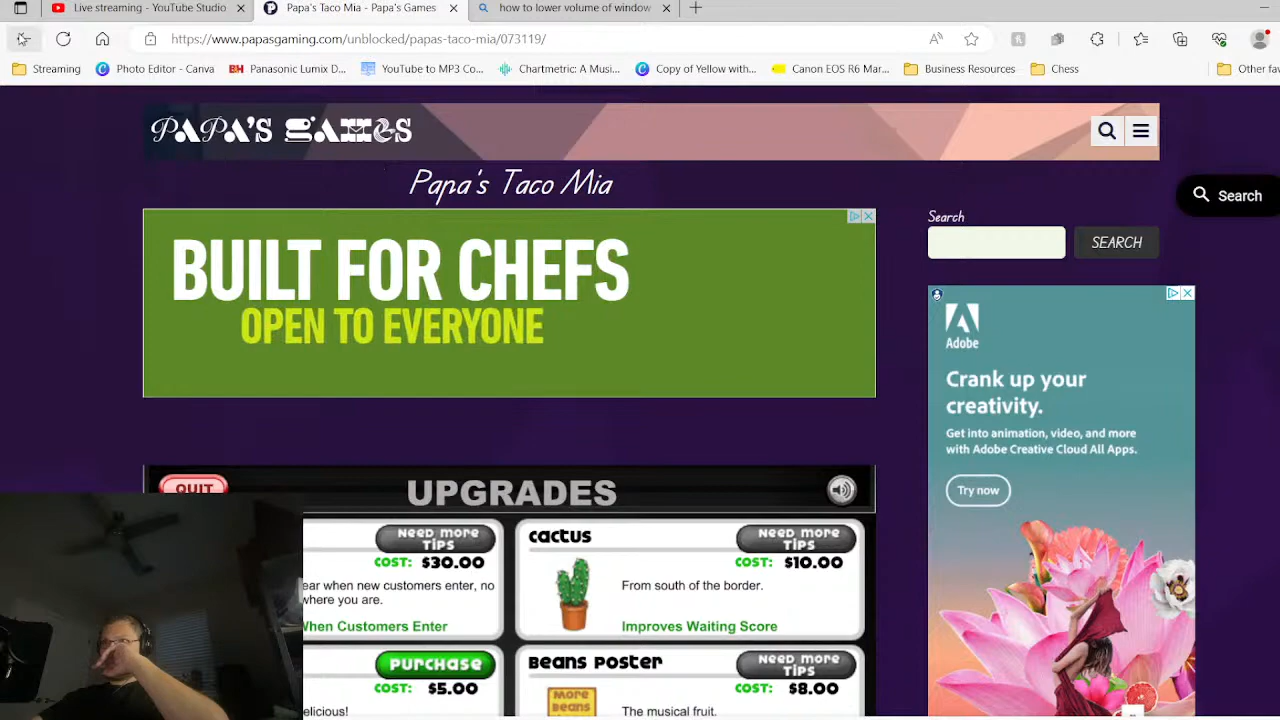 Live streaming - YouTube Studio
Papa's Taco Mia - Papa's Games
how to lower volume of window
https://www.papasgaming.com/unblocked/papas-taco-mia/073119/
Streaming
Photo Editor - Canva
Panasonic Lumix D...
YouTube to MP3 Co...
Chartmetric: A Musi...
Copy of Yellow with...
Canon EOS R6 Mar...
Business Resources
Chess
Other fav
PAPA'S GAMES
Papa's Taco Mia
Search
Search
SEARCH
BUILT FOR CHEFS
OPEN TO EVERYONE
Adobe
Crank up your
creativity.
Get into animation, video, and more
with Adobe Creative Cloud All Apps.
Try now
QUIT
UPGRADES
NEED MORE
TIPS
COST: $30.00
ear when new customers enter, no
where you are.
When Customers Enter
Cactus
NEED MORE
TIPS
COST: $10.00
From south of the border.
Improves Waiting Score
PURCHASE
COST: $5.00
elicious!
Beans Poster
NEED MORE
TIPS
COST: $8.00
More
Beans
The musical fruit.